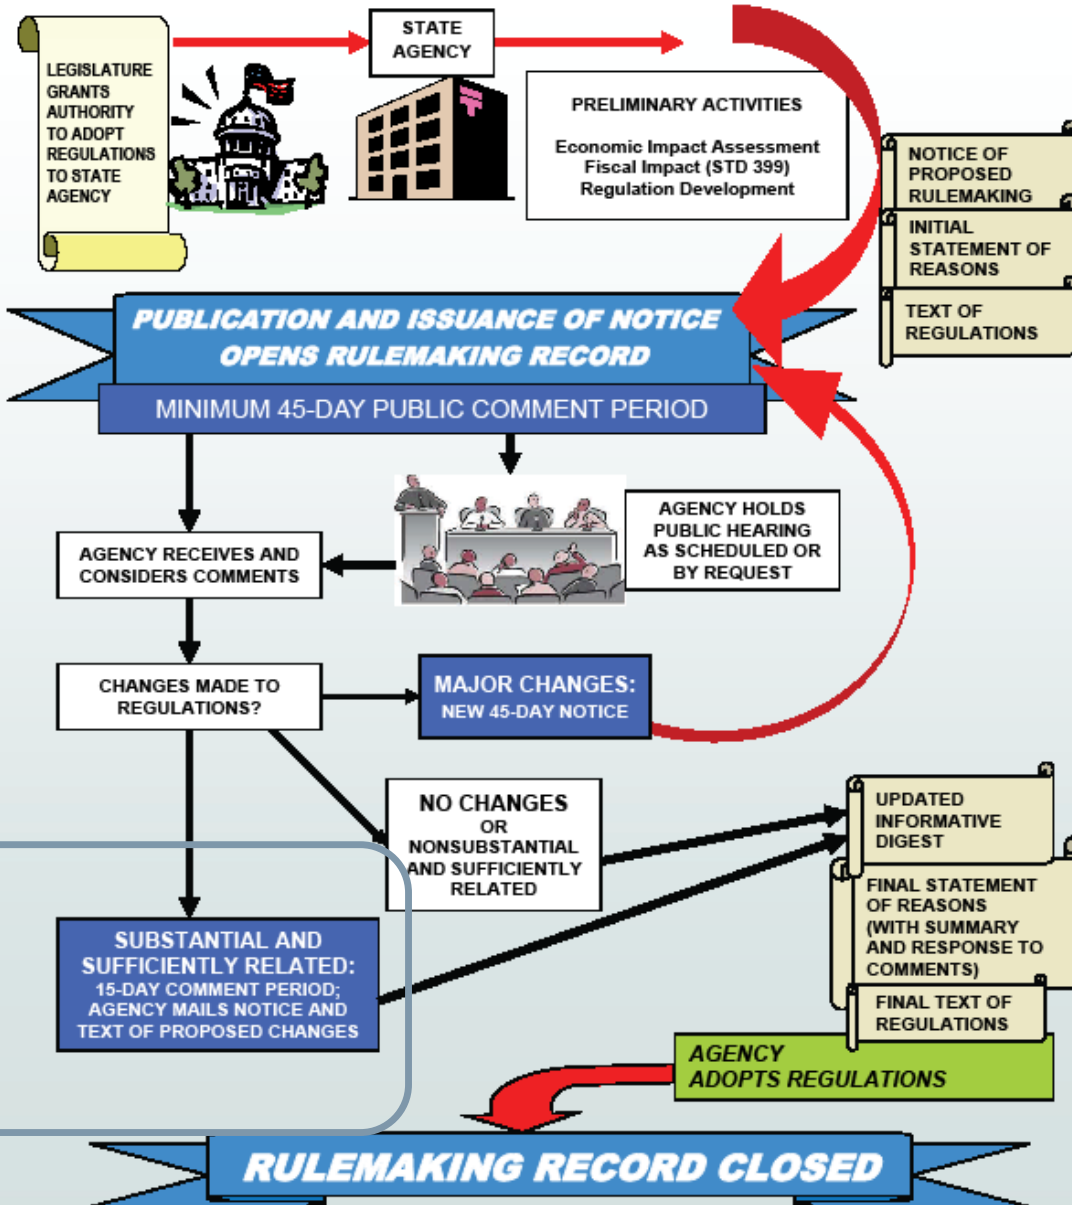 LEGISLATURE
GRANTS
AUTHORITY
TO ADOPT
REGULATIONS
TO STATE
AGENCY
STATE
AGENCY
PRELIMINARY ACTIVITIES
Economic Impact Assessment
Fiscal Impact (STD 399)
Regulation Development
NOTICE OF
PROPOSED
RULEMAKING
INITIAL
STATEMENT OF
REASONS
TEXT OF
REGULATIONS
PUBLICATION AND ISSUANCE OF NOTICE
OPENS RULEMAKING RECORD
MINIMUM 45-DAY PUBLIC COMMENT PERIOD
AGENCY HOLDS
PUBLIC HEARING
AS SCHEDULED OR
BY REQUEST
AGENCY RECEIVES AND
CONSIDERS COMMENTS
CHANGES MADE TO
REGULATIONS?
MAJOR CHANGES:
NEW 45-DAY NOTICE
NO CHANGES
OR
NONSUBSTANTIAL
AND SUFFICIENTLY
RELATED
SUBSTANTIAL AND
SUFFICIENTLY RELATED:
15-DAY COMMENT PERIOD;
AGENCY MAILS NOTICE AND
TEXT OF PROPOSED CHANGES
UPDATED
INFORMATIVE
DIGEST
FINAL STATEMENT
OF REASONS
(WITH SUMMARY
AND RESPONSE TO
COMMENTS)
FINAL TEXT OF
REGULATIONS
AGENCY
ADOPTS REGULATIONS
RULEMAKING RECORD CLOSED